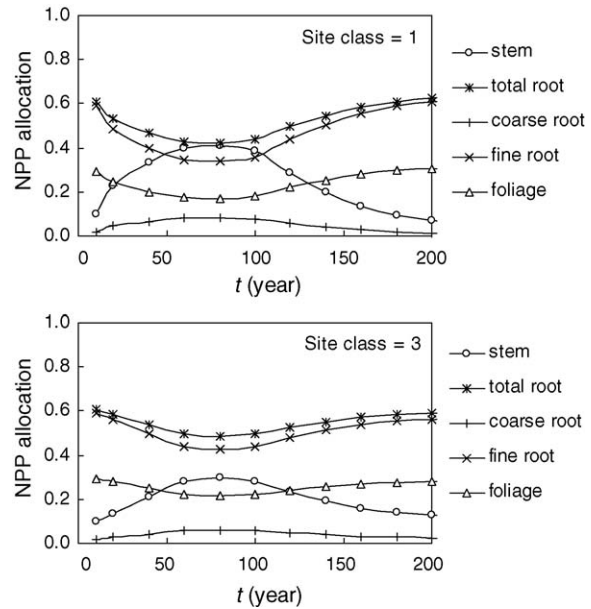 1.0
0.8
0.6
0.4
0.2
0.0
NPP allocation
Site class = 1
0
50
100
150
200
t (year)
stem
total root
coarse root
fine root
foliage
1.0
0.8
0.6
0.4
0.2
0.0
NPP allocation
Site class = 3
0
50
100
150
200
t (year)
stem
total root
coarse root
fine root
foliage